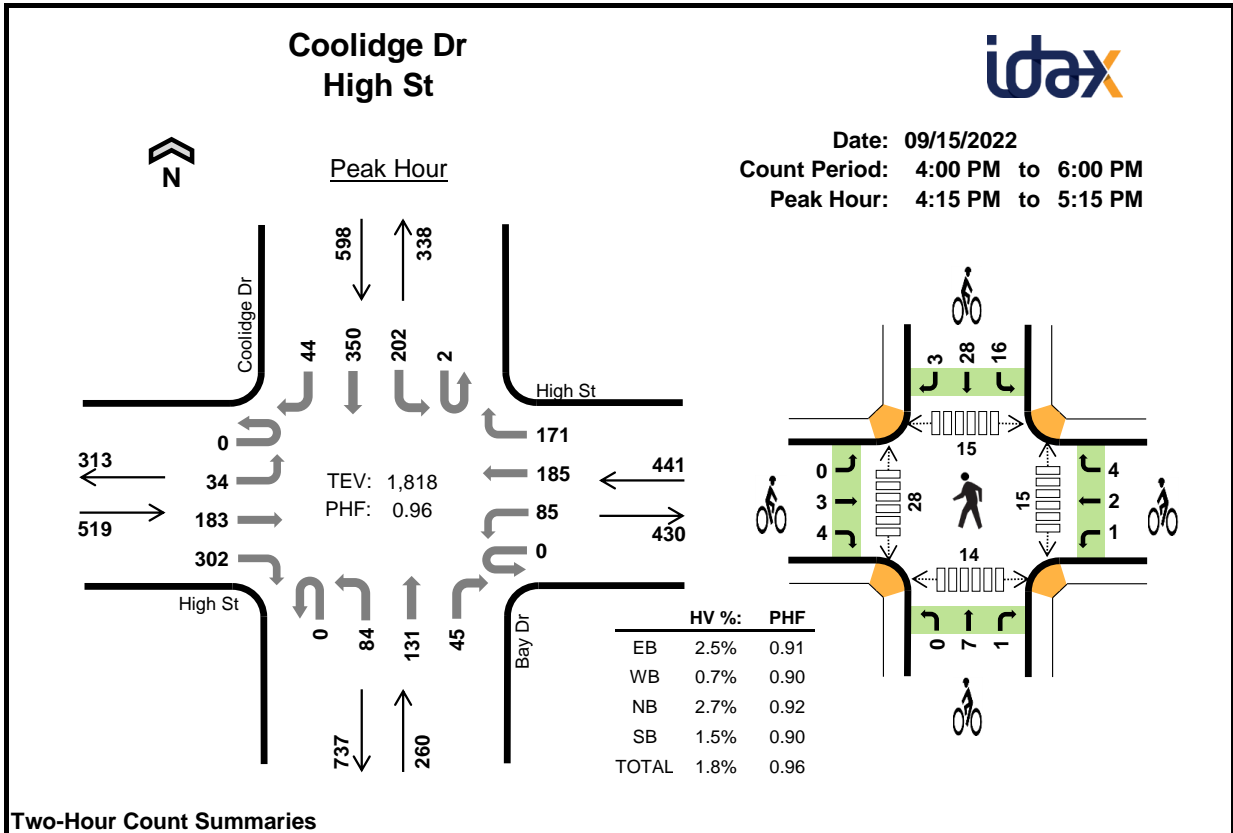 Coolidge Dr
High St
idax
Date: 09/15/2022
Count Period: 4:00 PM to 6:00 PM
Peak Hour: 4:15 PM to 5:15 PM
N
Peak Hour
598
338
Coolidge Dr
44
350
202
2
High St
0
34
183
302
313
519
TEV: 1,818
PHF: 0.96
171
185
85
0
441
430
High St
0
84
131
45
Bay Dr
737
260
HV %: PHF
EB 2.5% 0.91
WB 0.7% 0.90
NB 2.7% 0.92
SB 1.5% 0.90
TOTAL 1.8% 0.96
3 28 16
15
0
3
4
28
15
4
2
1
14
0 7 1
Two-Hour Count Summaries